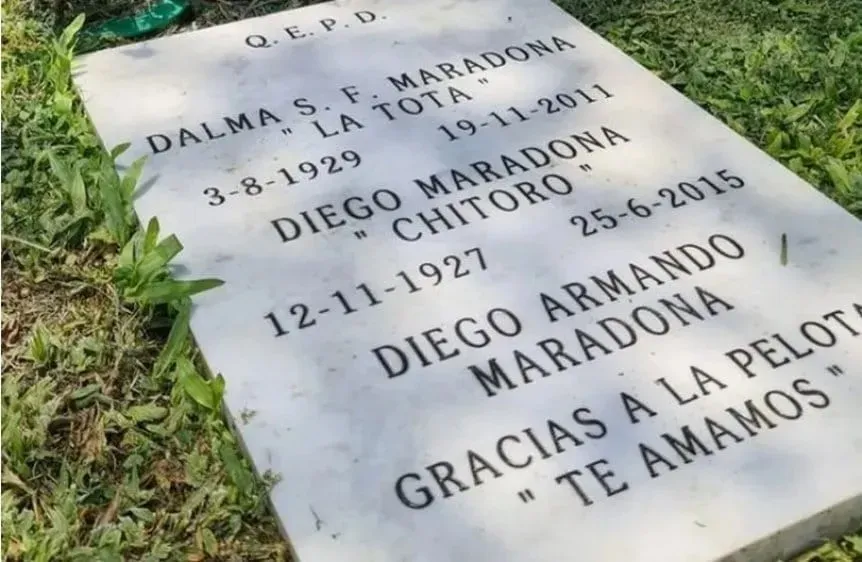 Q. E. P. D.
DALMA S. F. MARADONA
" LA TOTA "
3-8-1929 19-11-2011
DIEGO MARADONA
" CHITORO "
12-11-1927 25-6-2015
DIEGO ARMANDO
MARADONA
GRACIAS A LA PELOTA
" TE AMAMOS "